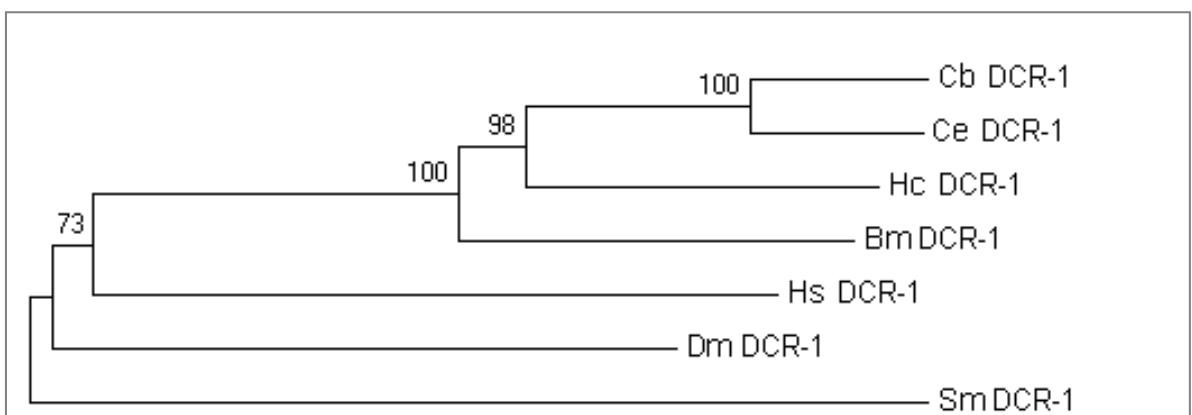 100
Cb DCR-1
98
Ce DCR-1
100
Hc DCR-1
73
Bm DCR-1
Hs DCR-1
Dm DCR-1
Sm DCR-1